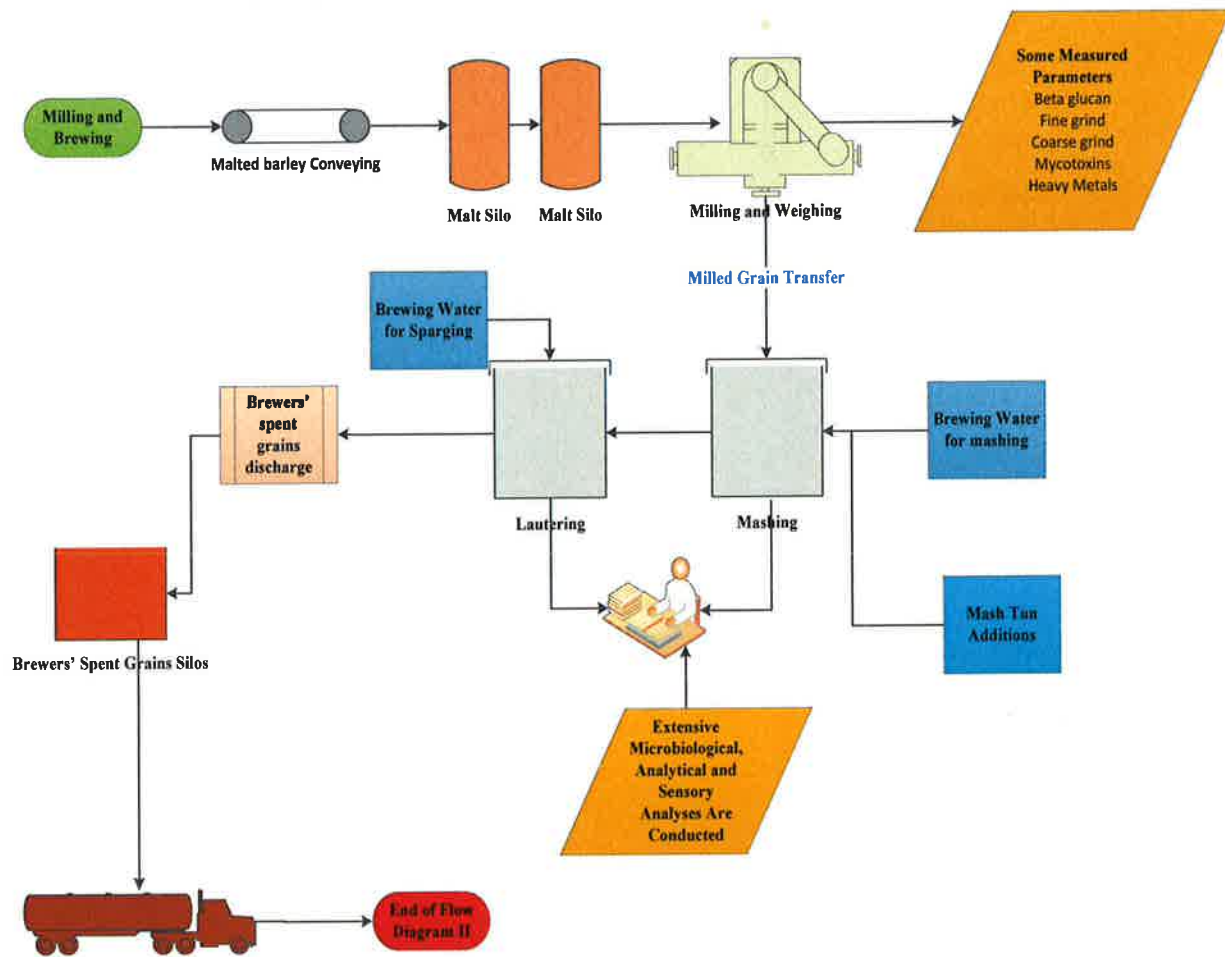 Milling and
Brewing
Malted barley Conveying
Malt Silo
Malt Silo
Milling and Weighing
Some Measured
Parameters
Beta glucan
Fine grind
Coarse grind
Mycotoxins
Heavy Metals
Milled Grain Transfer
Brewing Water
for Sparging
Brewers'
spent
grains
discharge
Brewing Water
for mashing
Lautering
Mashing
Mash Tun
Additions
Brewers' Spent Grains Silos
Extensive
Microbiological,
Analytical and
Sensory
Analyses Are
Conducted
End of Flow
Diagram II